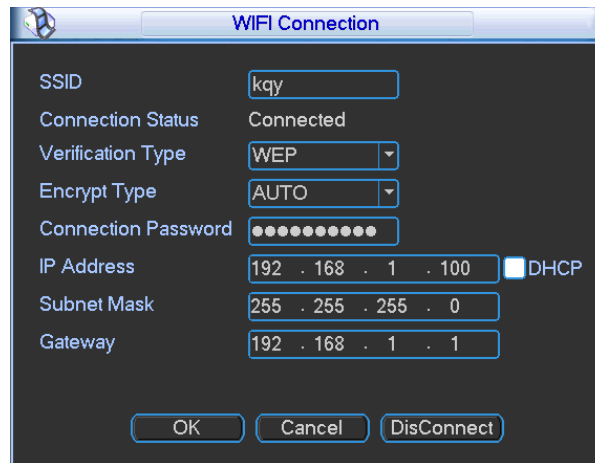 WIFI Connection
SSID kqy
Connection Status Connected
Verification Type WEP
Encrypt Type AUTO
Connection Password ●●●●●●●●●●
IP Address 192 . 168 . 1 . 100 DHCP
Subnet Mask 255 . 255 . 255 . 0
Gateway 192 . 168 . 1 . 1
OK Cancel DisConnect